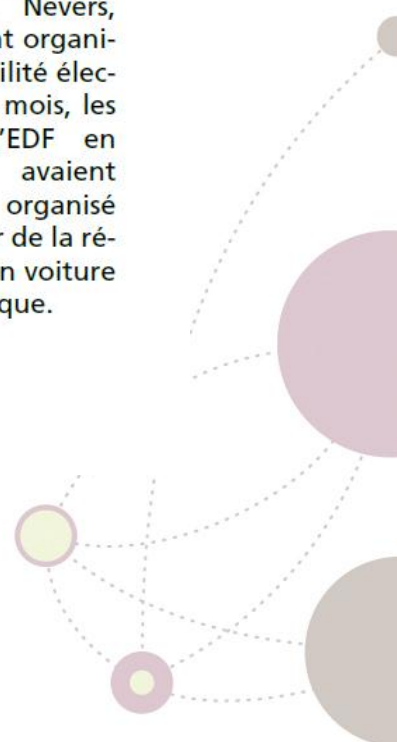 Nevers,
nt organi-
ilité élec-
mois, les
'EDF en
avaient
organisé
r de la ré-
n voiture
que.